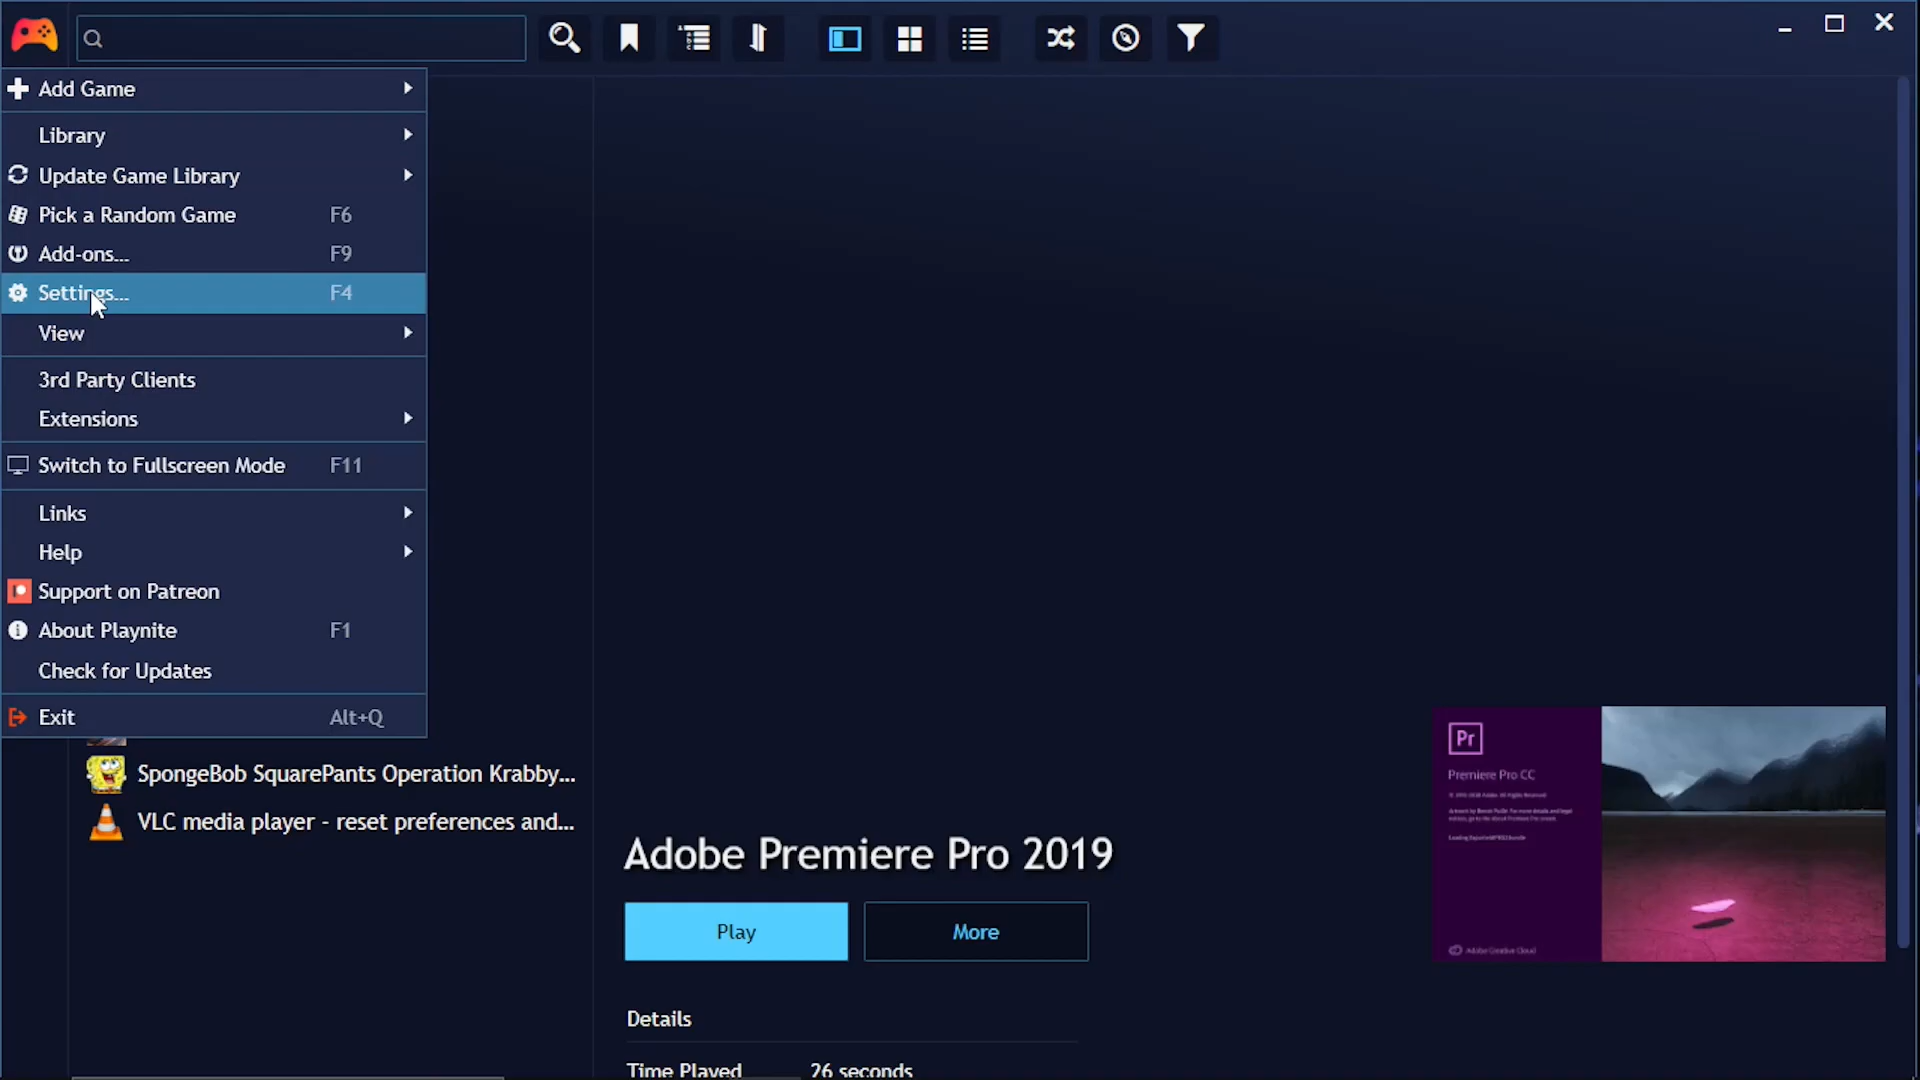 Add Game
Library
Update Game Library
Pick a Random Game F6
Add-ons... F9
Settings... F4
View
3rd Party Clients
Extensions
Switch to Fullscreen Mode F11
Links
Help
Support on Patreon
About Playnite F1
Check for Updates
Exit Alt+Q
SpongeBob SquarePants Operation Krabby...
VLC media player - reset preferences and...
Pr
Premiere Pro CC
Adobe Creative Cloud
Adobe Premiere Pro 2019
Play More
Details
Time Played 26 seconds